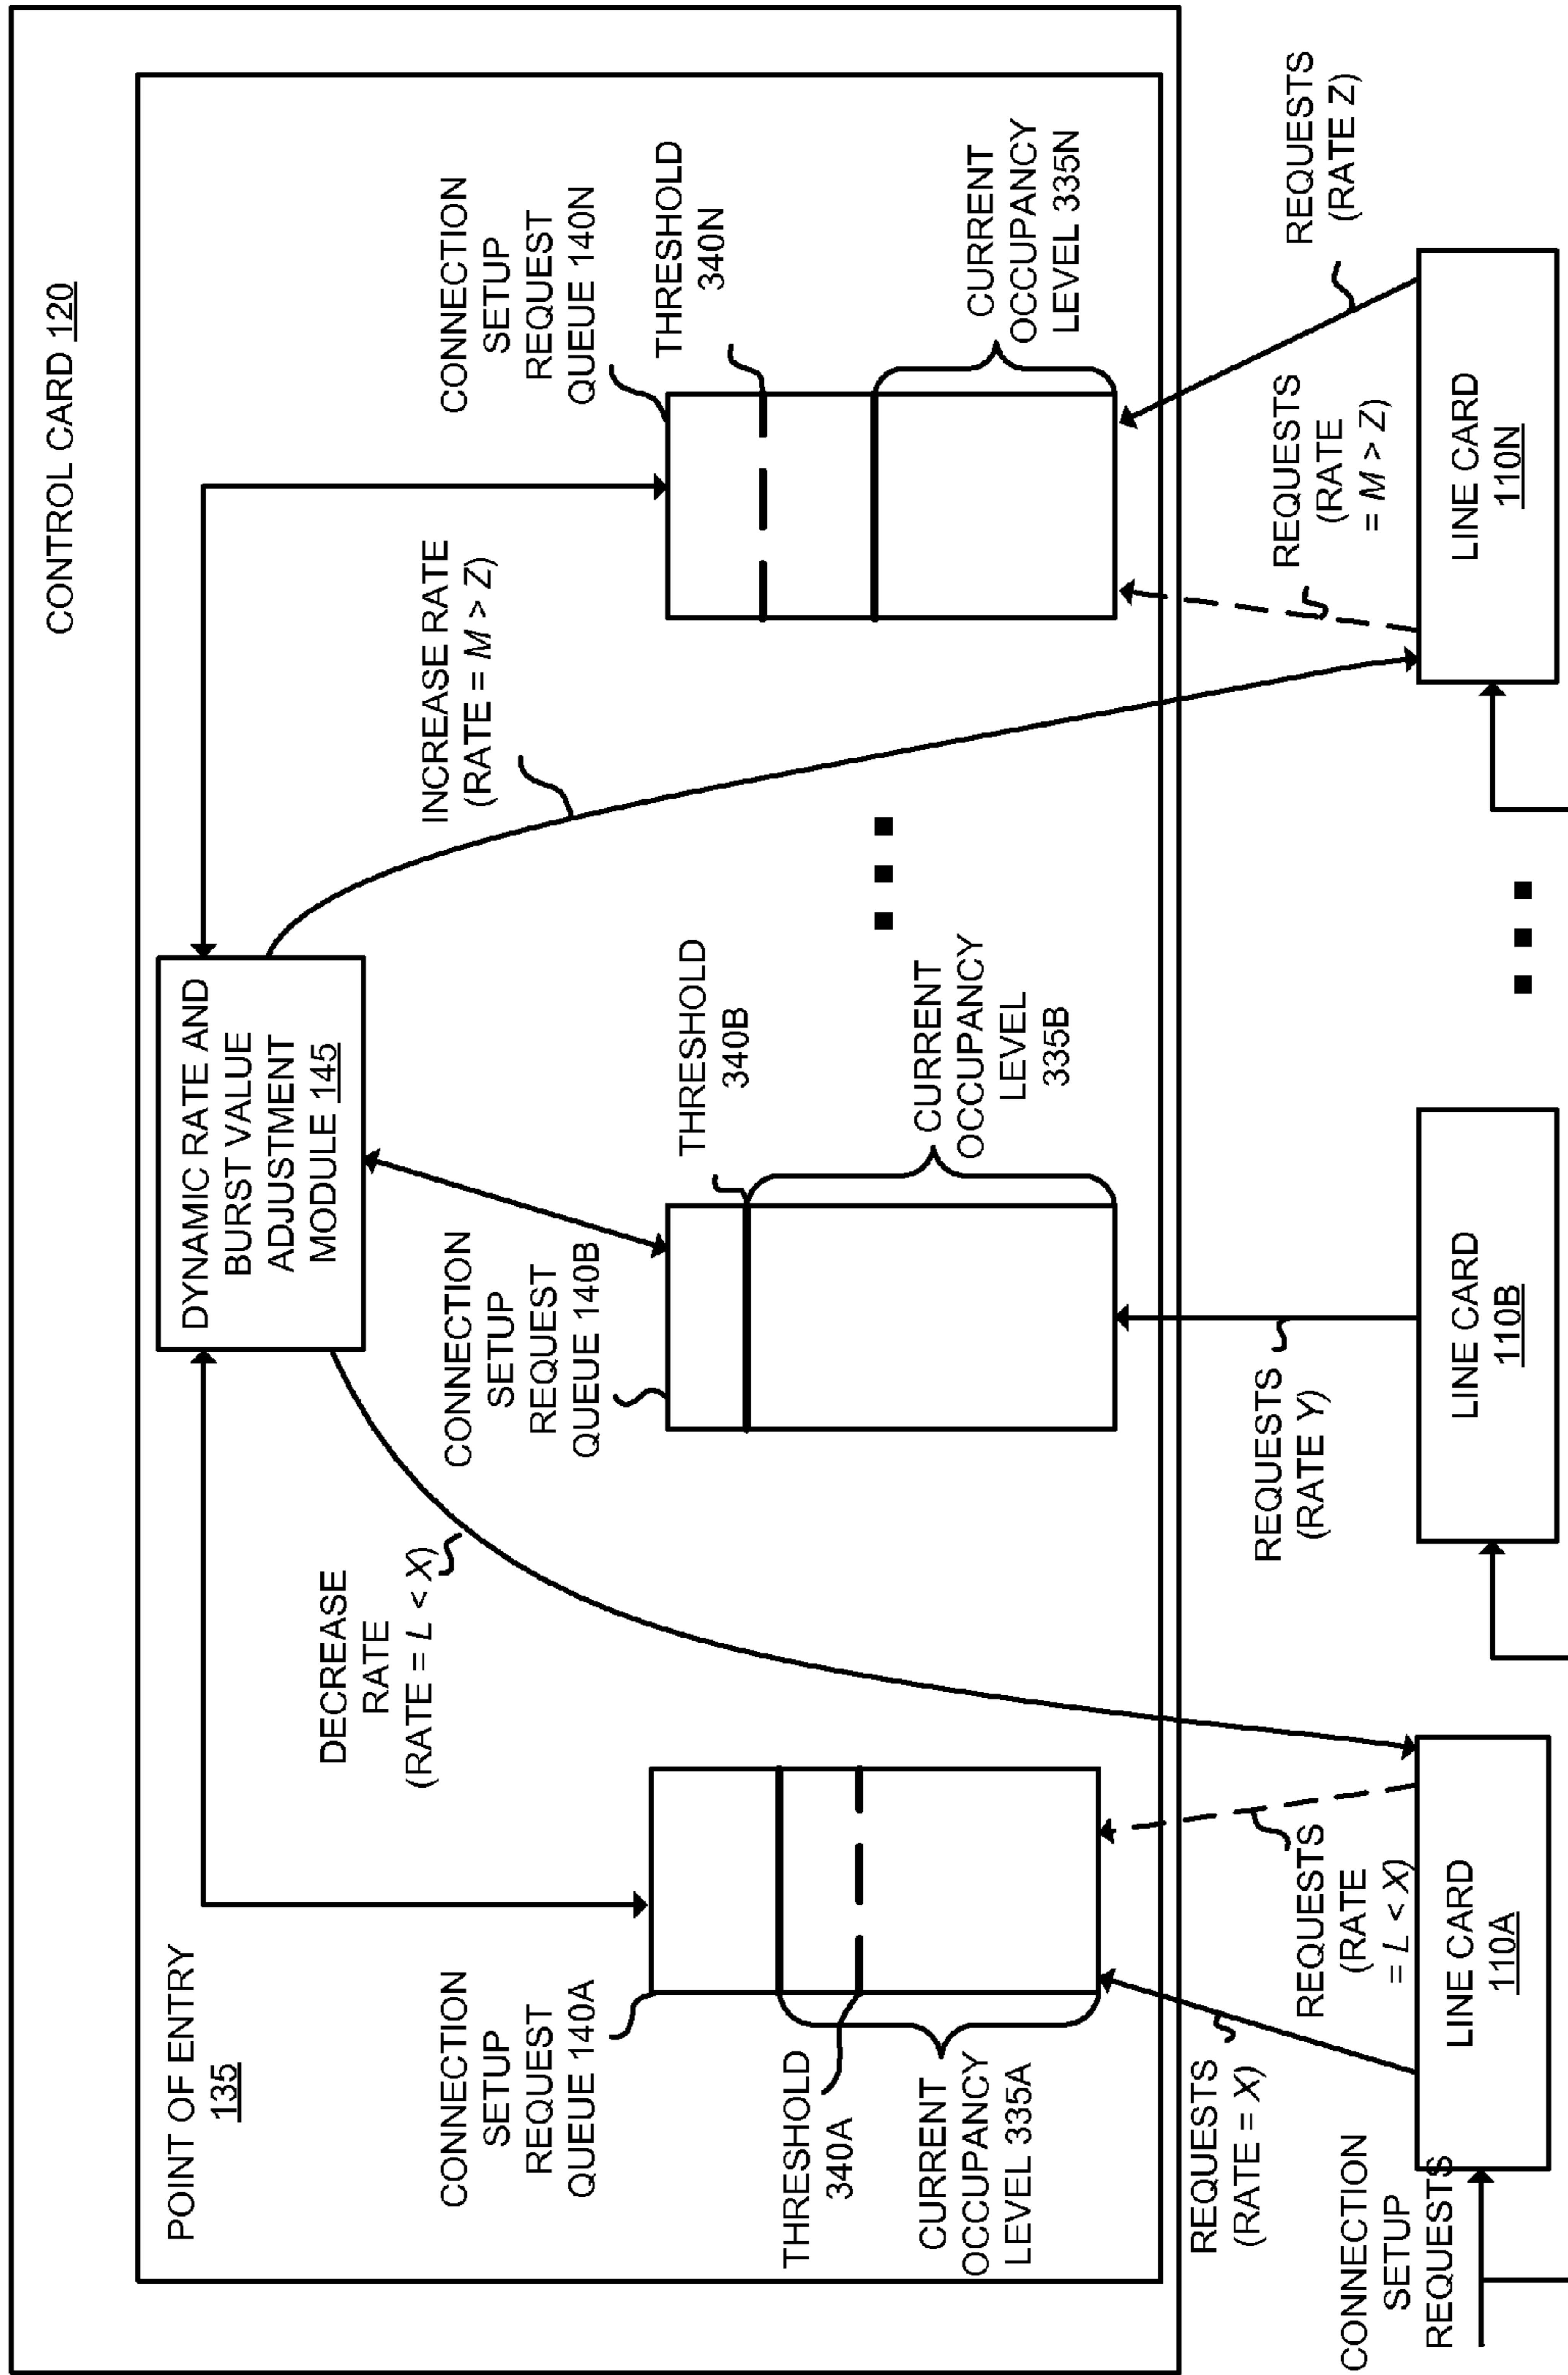 CONTROL CARD 120
POINT OF ENTRY
135
DYNAMIC RATE AND
BURST VALUE
ADJUSTMENT
MODULE 145
DECREASE
RATE
(RATE = L < X)
INCREASE RATE
(RATE = M > Z)
CONNECTION
SETUP
REQUEST
QUEUE 140A
THRESHOLD
340A
CURRENT
OCCUPANCY
LEVEL 335A
CONNECTION
SETUP
REQUEST
QUEUE 140B
THRESHOLD
340B
CURRENT
OCCUPANCY
LEVEL
335B
CONNECTION
SETUP
REQUEST
QUEUE 140N
THRESHOLD
340N
CURRENT
OCCUPANCY
LEVEL 335N
REQUESTS
(RATE = X)
REQUESTS
(RATE
= L < X)
REQUESTS
(RATE Y)
REQUESTS
(RATE
= M > Z)
REQUESTS
(RATE Z)
CONNECTION
SETUP
REQUESTS
LINE CARD
110A
LINE CARD
110B
LINE CARD
110N